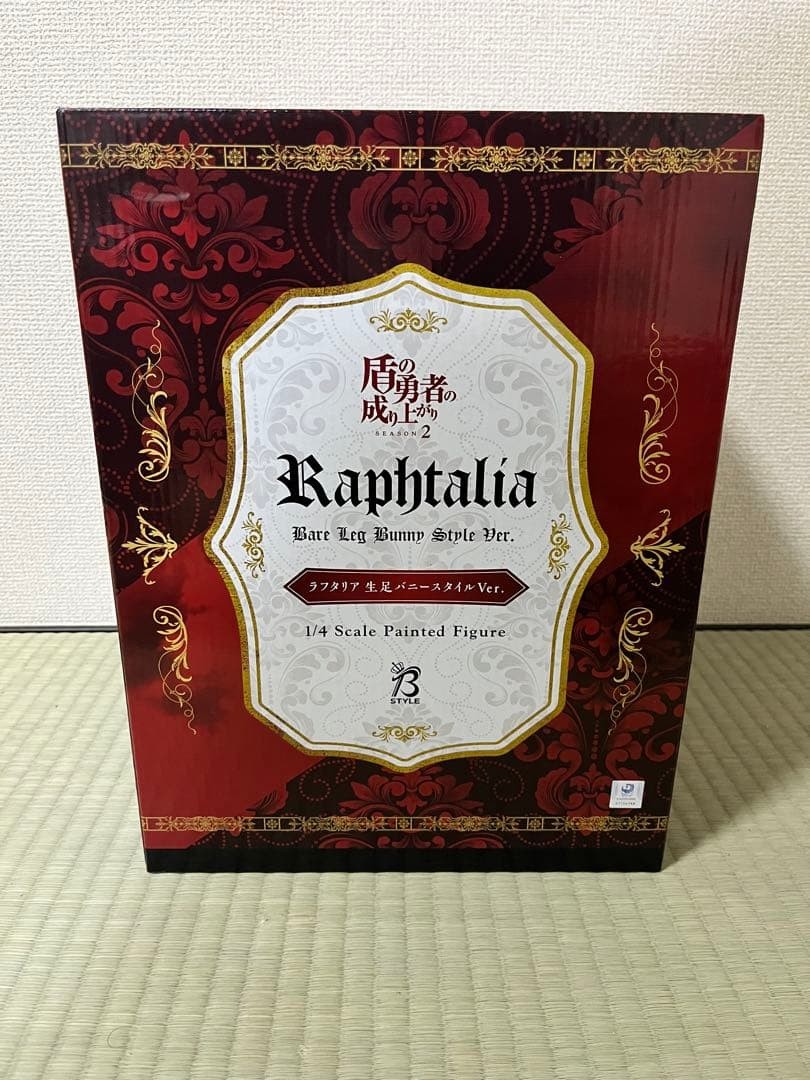 盾の勇者の
成り上がり
SEASON 2
Raphtalia
Bare Leg Bunny Style Ver.
ラフタリア 生足バニースタイルVer.
1/4 Scale Painted Figure
B
STYLE